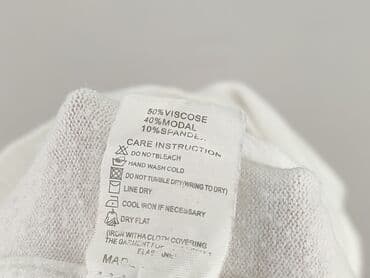 50% VISCOSE
40% MODAL
10% SPANDEX
CARE INSTRUCTION
DO NOT BLEACH
HAND WASH COLD
DO NOT TUMBLE DRY (WRING TO DRY)
LINE DRY
COOL IRON IF NECESSARY
DRY FLAT
(IRON WITH A CLOTH COVERING
THE GARMENT FOR